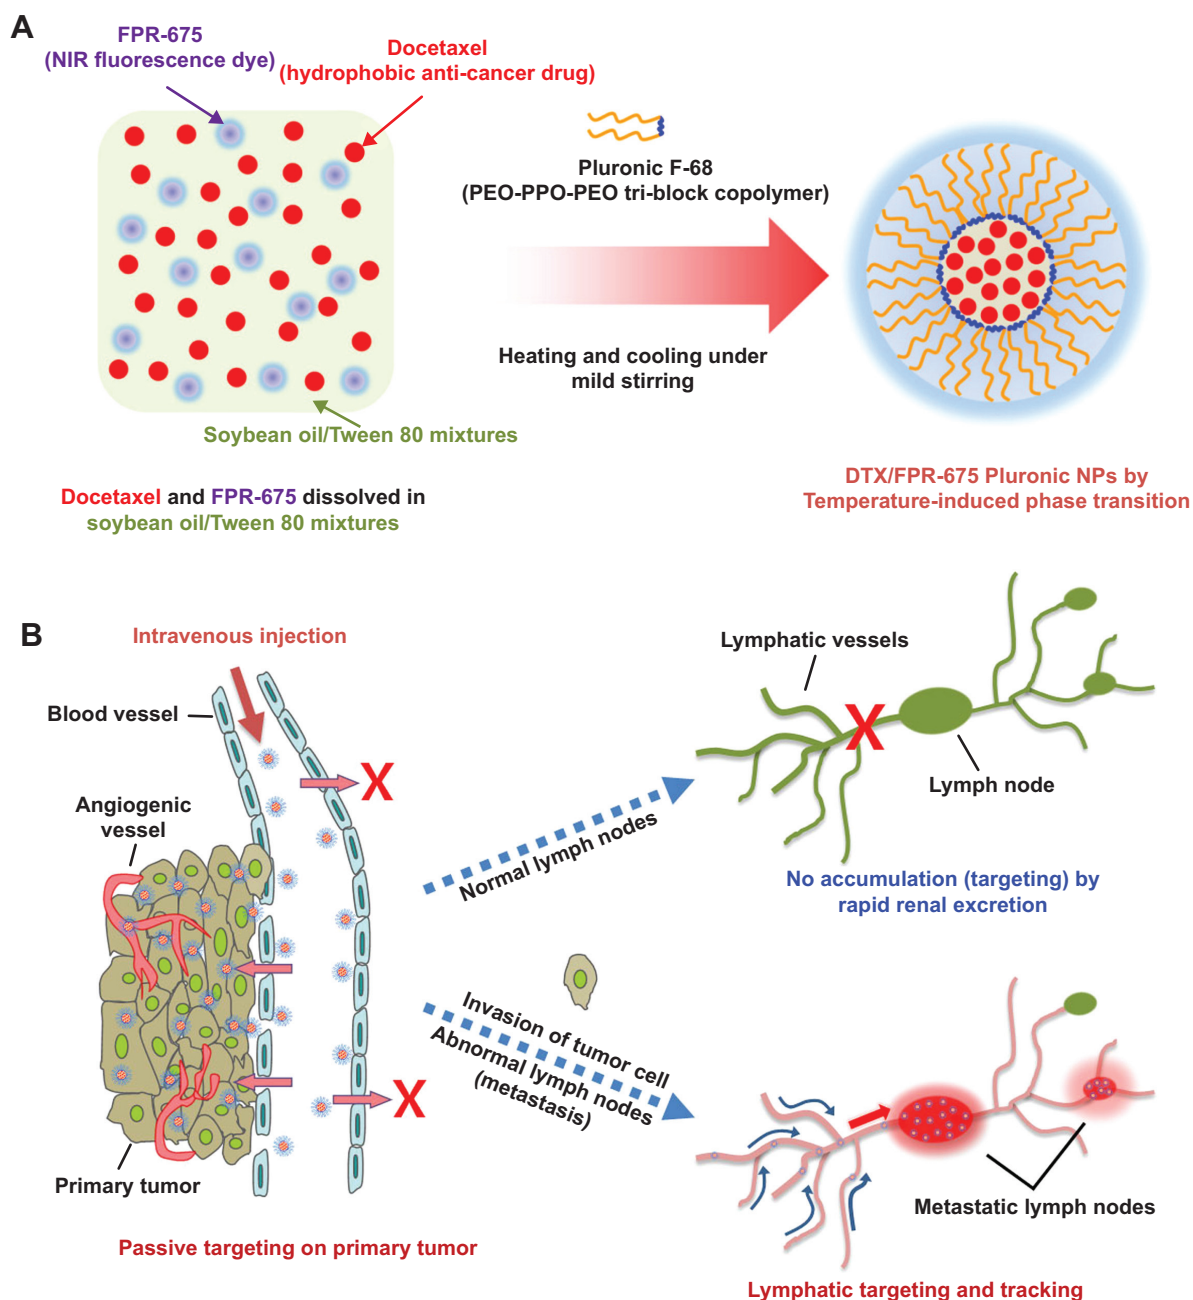 A
FPR-675
(NIR fluorescence dye)
Docetaxel
(hydrophobic anti-cancer drug)
Pluronic F-68
(PEO-PPO-PEO tri-block copolymer)
Heating and cooling under
mild stirring
Soybean oil/Tween 80 mixtures
Docetaxel and FPR-675 dissolved in
soybean oil/Tween 80 mixtures
DTX/FPR-675 Pluronic NPs by
Temperature-induced phase transition
B
Intravenous injection
Blood vessel
X
Angiogenic
vessel
X
Primary tumor
Passive targeting on primary tumor
Normal lymph nodes
Lymphatic vessels
X
Lymph node
No accumulation (targeting) by
rapid renal excretion
Invasion of tumor cell
Abnormal lymph nodes
(metastasis)
Metastatic lymph nodes
Lymphatic targeting and tracking